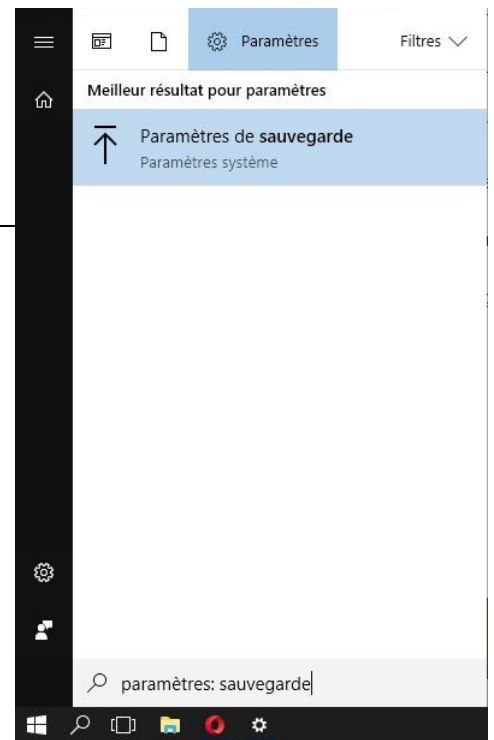 Paramètres
Filtres
Meilleur résultat pour paramètres
Paramètres de sauvegarde
Paramètres système
paramètres: sauvegarde